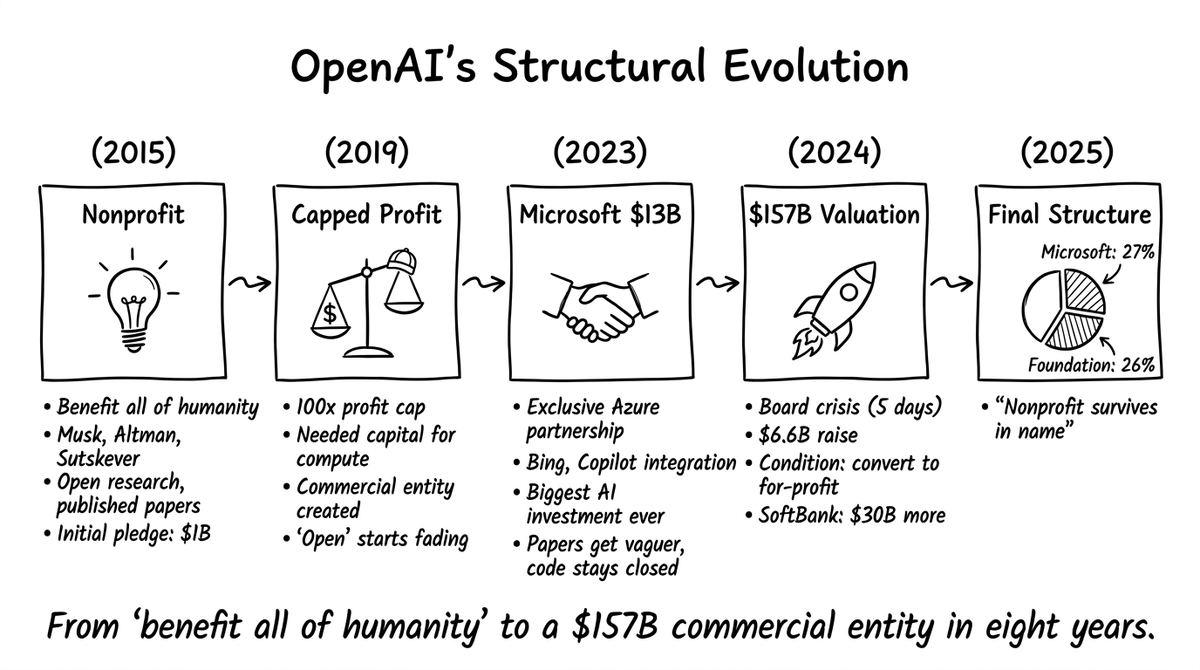 OpenAI's Structural Evolution
(2015)
Nonprofit
• Benefit all of humanity
• Musk, Altman,
Sutskever
• Open research,
published papers
• Initial pledge: $1B
(2019)
Capped Profit
$
• 100x profit cap
• Needed capital for
compute
• Commercial entity
created
• 'Open' starts fading
(2023)
Microsoft $13B
• Exclusive Azure
partnership
• Bing, Copilot integration
• Biggest AI
investment ever
• Papers get vaguer,
code stays closed
(2024)
$157B Valuation
• Board crisis (5 days)
• $6.6B raise
• Condition: convert to
for-profit
• SoftBank: $30B more
(2025)
Final Structure
Microsoft: 27%
Foundation: 26%
• “Nonprofit survives
in name”
From 'benefit all of humanity' to a $157B commercial entity in eight years.